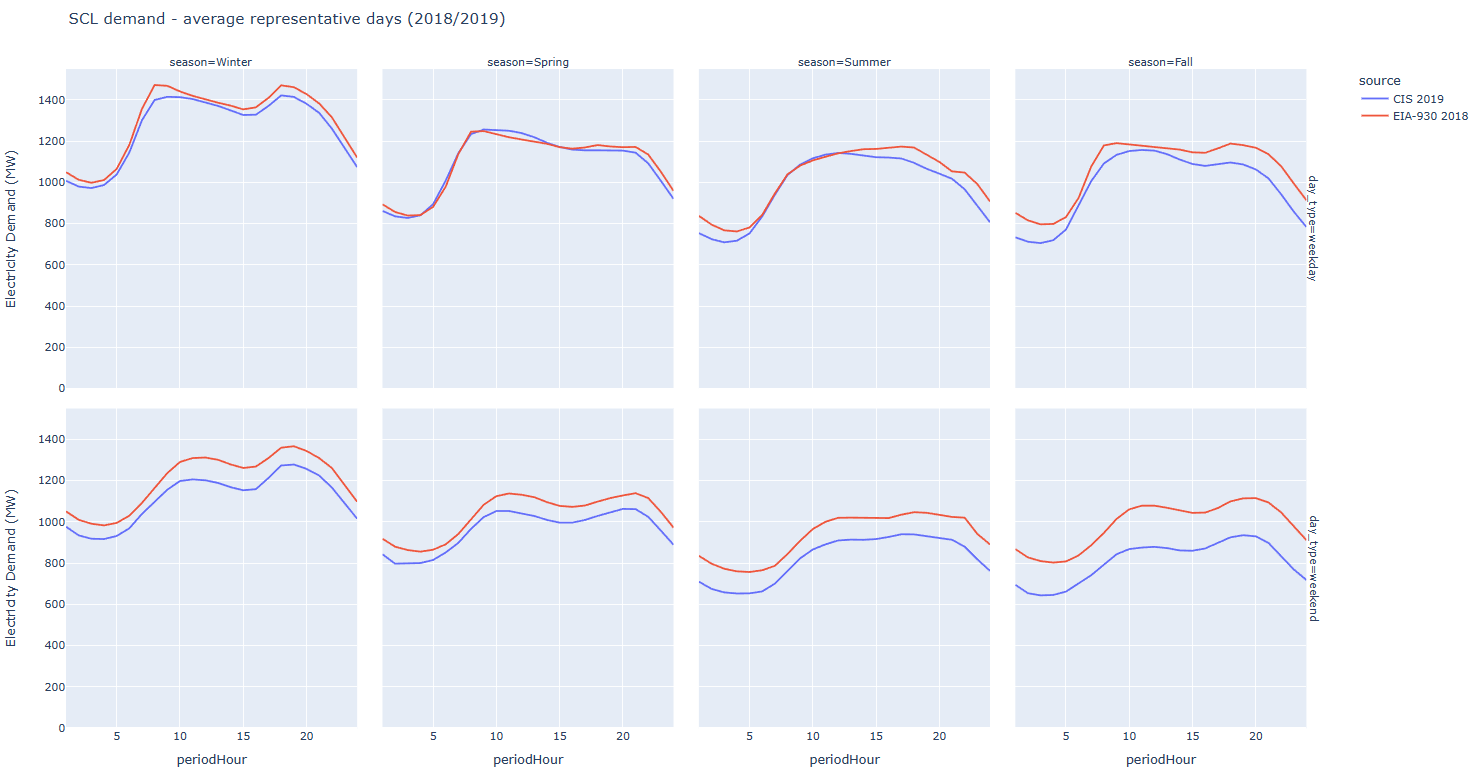 SCL demand - average representative days (2018/2019)
season=Winter
season=Spring
season=Summer
season=Fall
source
CIS 2019
EIA-930 2018
Electricity Demand (MW)
1400
1200
1000
800
600
400
200
0
day_type=weekday
Electricity Demand (MW)
1400
1200
1000
800
600
400
200
0
day_type=weekend
5 10 15 20
5 10 15 20
5 10 15 20
5 10 15 20
periodHour
periodHour
periodHour
periodHour